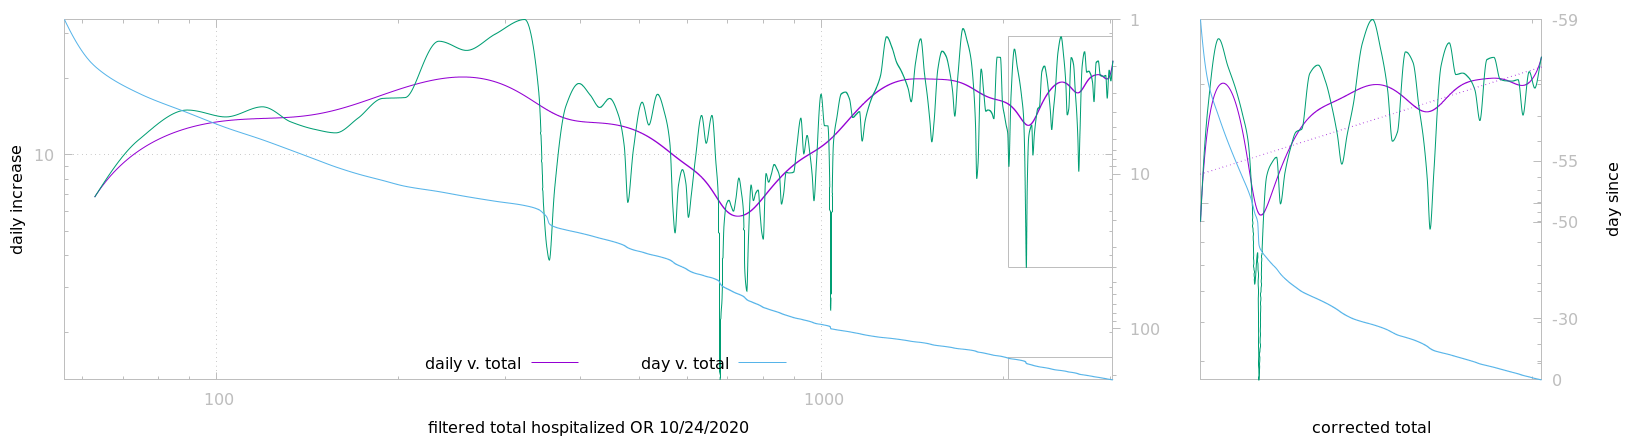 1
-59
10
10
-55
-50
daily increase
day since
100
-30
daily v. total
day v. total
0
100
1000
filtered total hospitalized OR 10/24/2020
corrected total